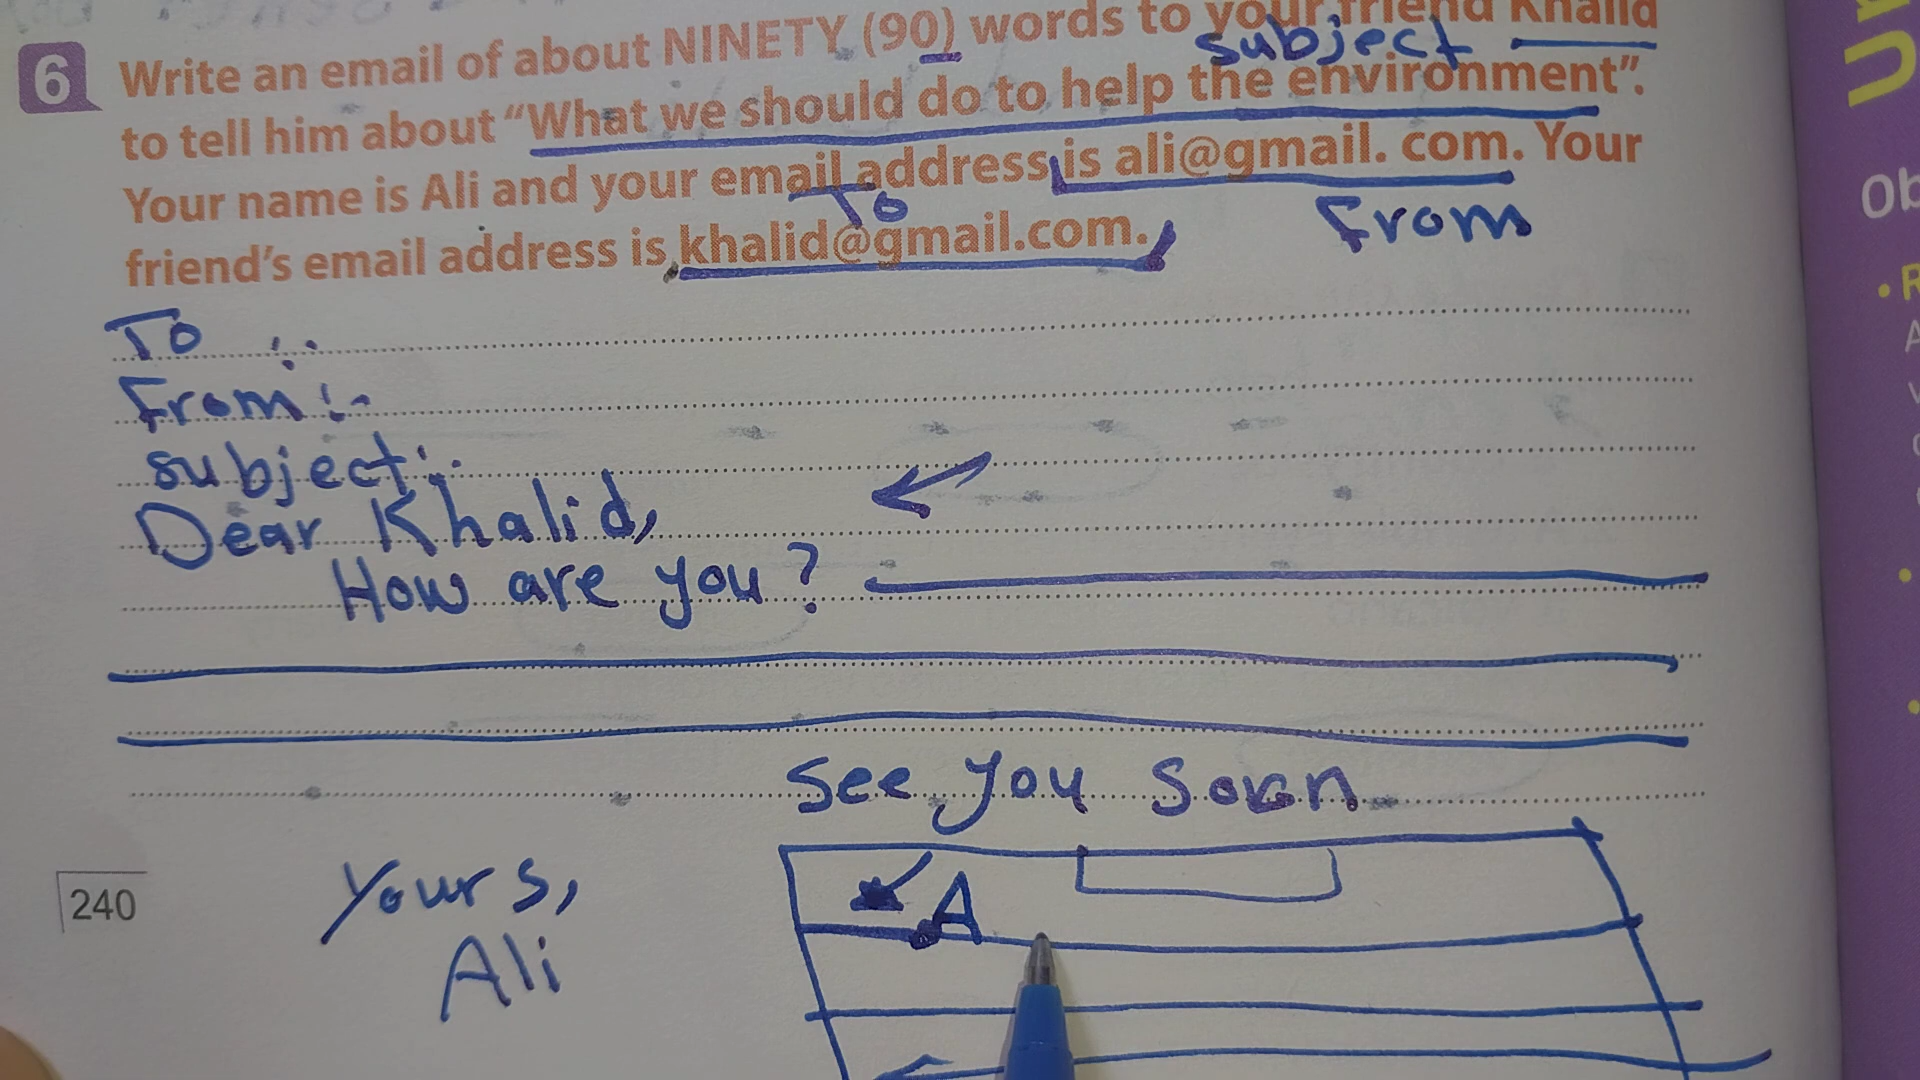 6 Write an email of about NINETY (90) words to your friend Khalid
subject
to tell him about “What we should do to help the environment”.
Your name is Ali and your email address is ali@gmail. com. Your
To
From
friend’s email address is khalid@gmail.com.
To :-
From :-
subject :-
Dear Khalid,
How are you?
See you soon
Yours,
Ali
A
240
Ob